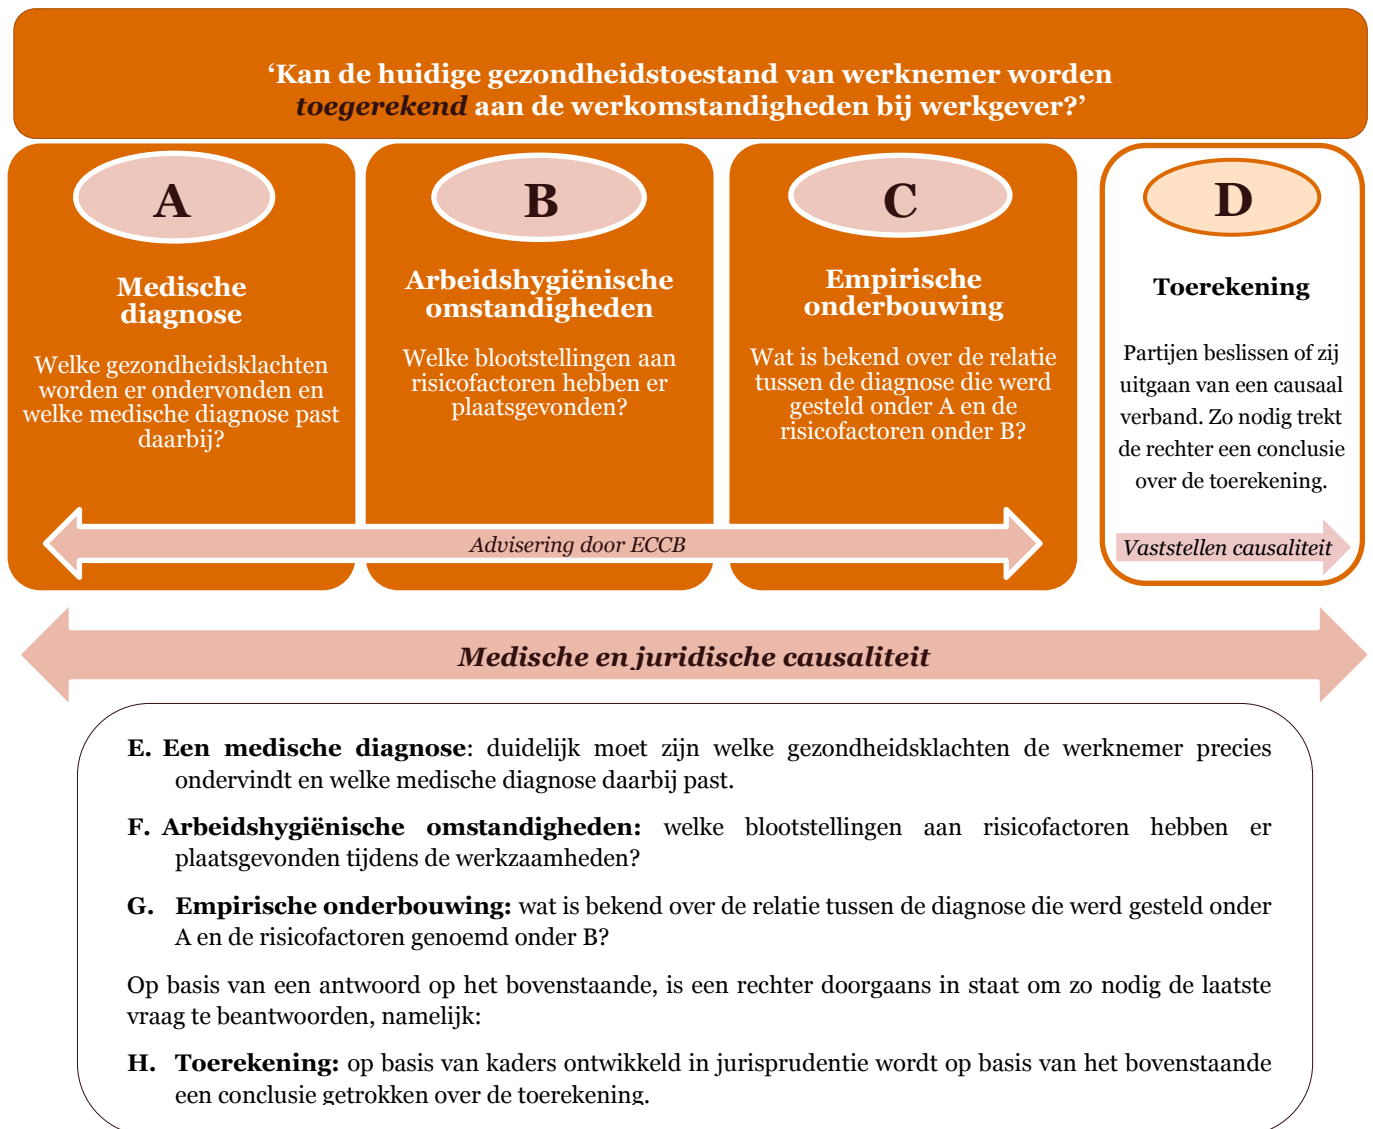 ‘Kan de huidige gezondheidstoestand van werknemer worden
toegerekend aan de werkomstandigheden bij werkgever?’
A
Medische
diagnose
Welke gezondheidsklachten
worden er ondervonden en
welke medische diagnose past
daarbij?
B
Arbeidshygiënische
omstandigheden
Welke blootstellingen aan
risicofactoren hebben er
plaatsgevonden?
C
Empirische
onderbouwing
Wat is bekend over de relatie
tussen de diagnose die werd
gesteld onder A en de
risicofactoren onder B?
D
Toerekening
Partijen beslissen of zij
uitgaan van een causaal
verband. Zo nodig trekt
de rechter een conclusie
over de toerekening.
Advisering door ECCB
Vaststellen causaliteit
Medische en juridische causaliteit
E. Een medische diagnose: duidelijk moet zijn welke gezondheidsklachten de werknemer precies
ondervindt en welke medische diagnose daarbij past.
F. Arbeidshygiënische omstandigheden: welke blootstellingen aan risicofactoren hebben er
plaatsgevonden tijdens de werkzaamheden?
G. Empirische onderbouwing: wat is bekend over de relatie tussen de diagnose die werd gesteld onder
A en de risicofactoren genoemd onder B?
Op basis van een antwoord op het bovenstaande, is een rechter doorgaans in staat om zo nodig de laatste
vraag te beantwoorden, namelijk:
H. Toerekening: op basis van kaders ontwikkeld in jurisprudentie wordt op basis van het bovenstaande
een conclusie getrokken over de toerekening.